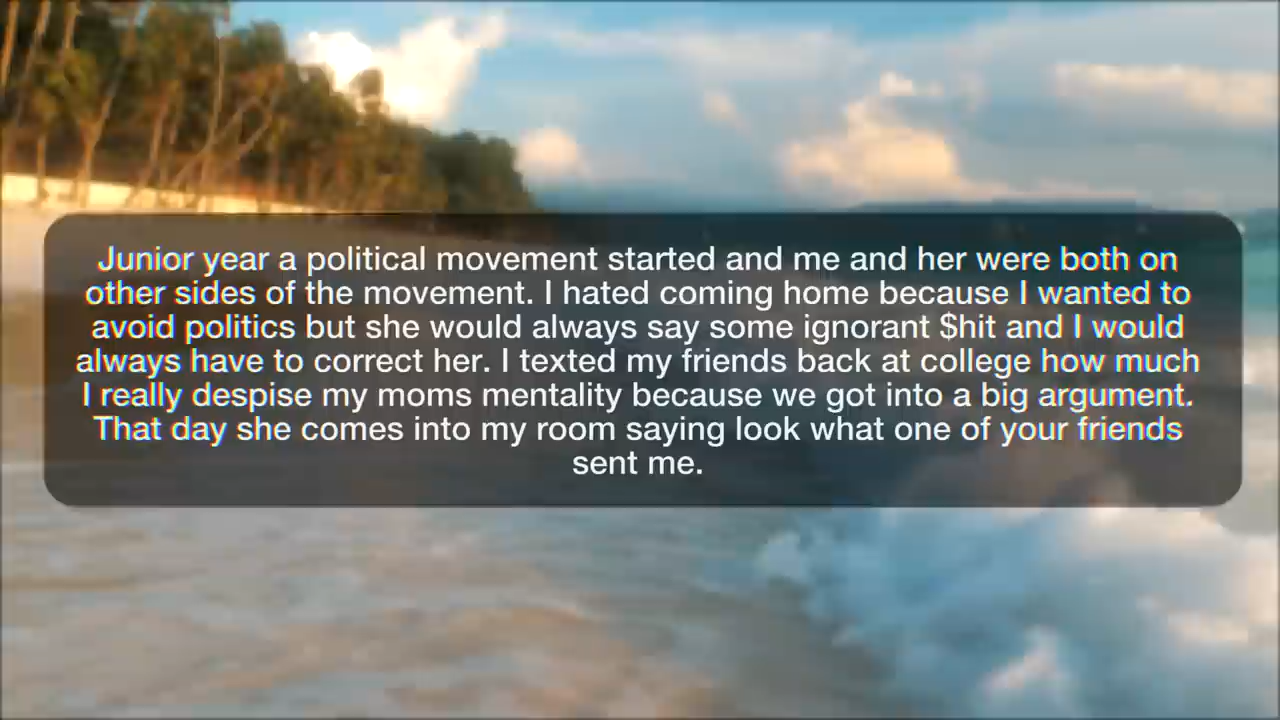 Junior year a political movement started and me and her were both on
other sides of the movement. I hated coming home because I wanted to
avoid politics but she would always say some ignorant $hit and I would
always have to correct her. I texted my friends back at college how much
I really despise my moms mentality because we got into a big argument.
That day she comes into my room saying look what one of your friends
sent me.